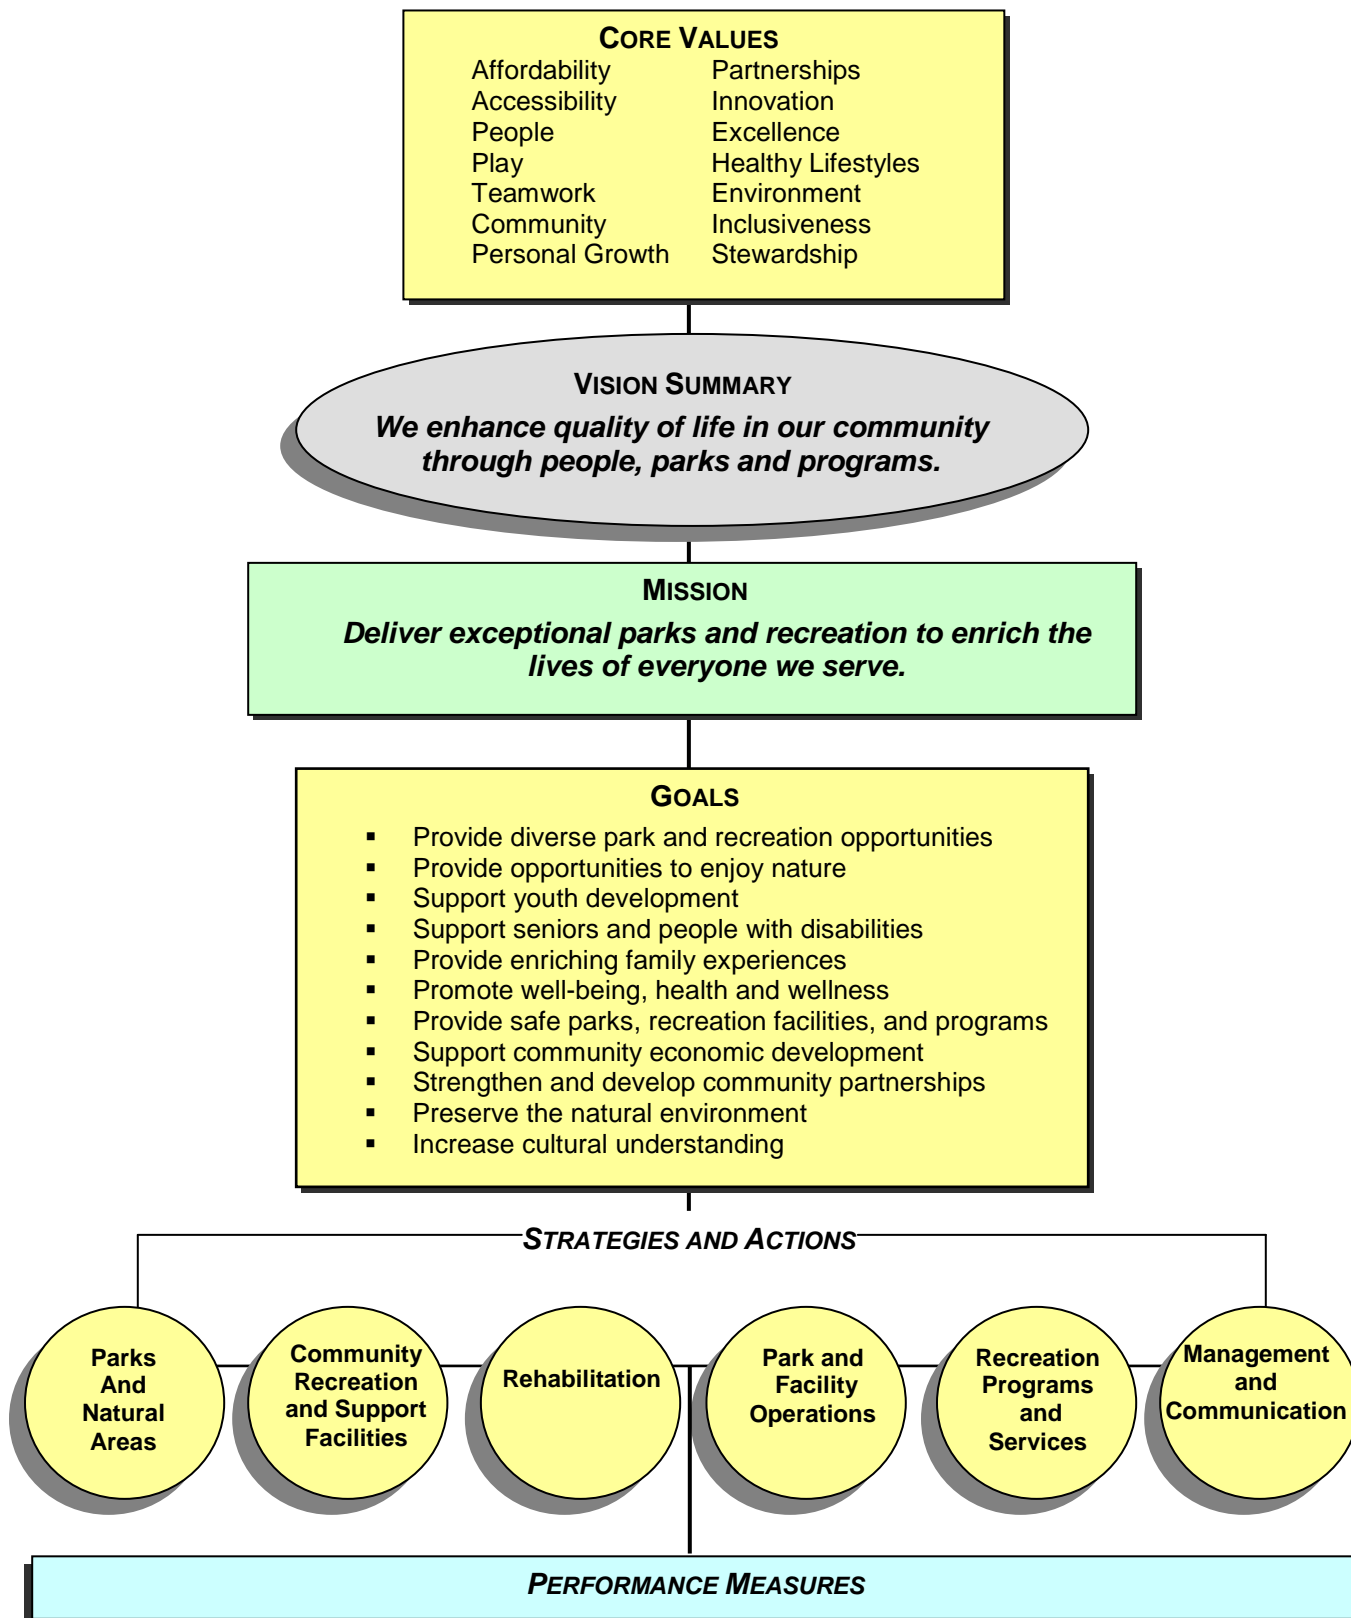 CORE VALUES
Affordability Partnerships
Accessibility Innovation
People Excellence
Play Healthy Lifestyles
Teamwork Environment
Community Inclusiveness
Personal Growth Stewardship
VISION SUMMARY
We enhance quality of life in our community
through people, parks and programs.
MISSION
Deliver exceptional parks and recreation to enrich the
lives of everyone we serve.
GOALS
▪ Provide diverse park and recreation opportunities
▪ Provide opportunities to enjoy nature
▪ Support youth development
▪ Support seniors and people with disabilities
▪ Provide enriching family experiences
▪ Promote well-being, health and wellness
▪ Provide safe parks, recreation facilities, and programs
▪ Support community economic development
▪ Strengthen and develop community partnerships
▪ Preserve the natural environment
▪ Increase cultural understanding
STRATEGIES AND ACTIONS
Parks
And
Natural
Areas
Community
Recreation
and Support
Facilities
Rehabilitation
Park and
Facility
Operations
Recreation
Programs
and
Services
Management
and
Communication
PERFORMANCE MEASURES